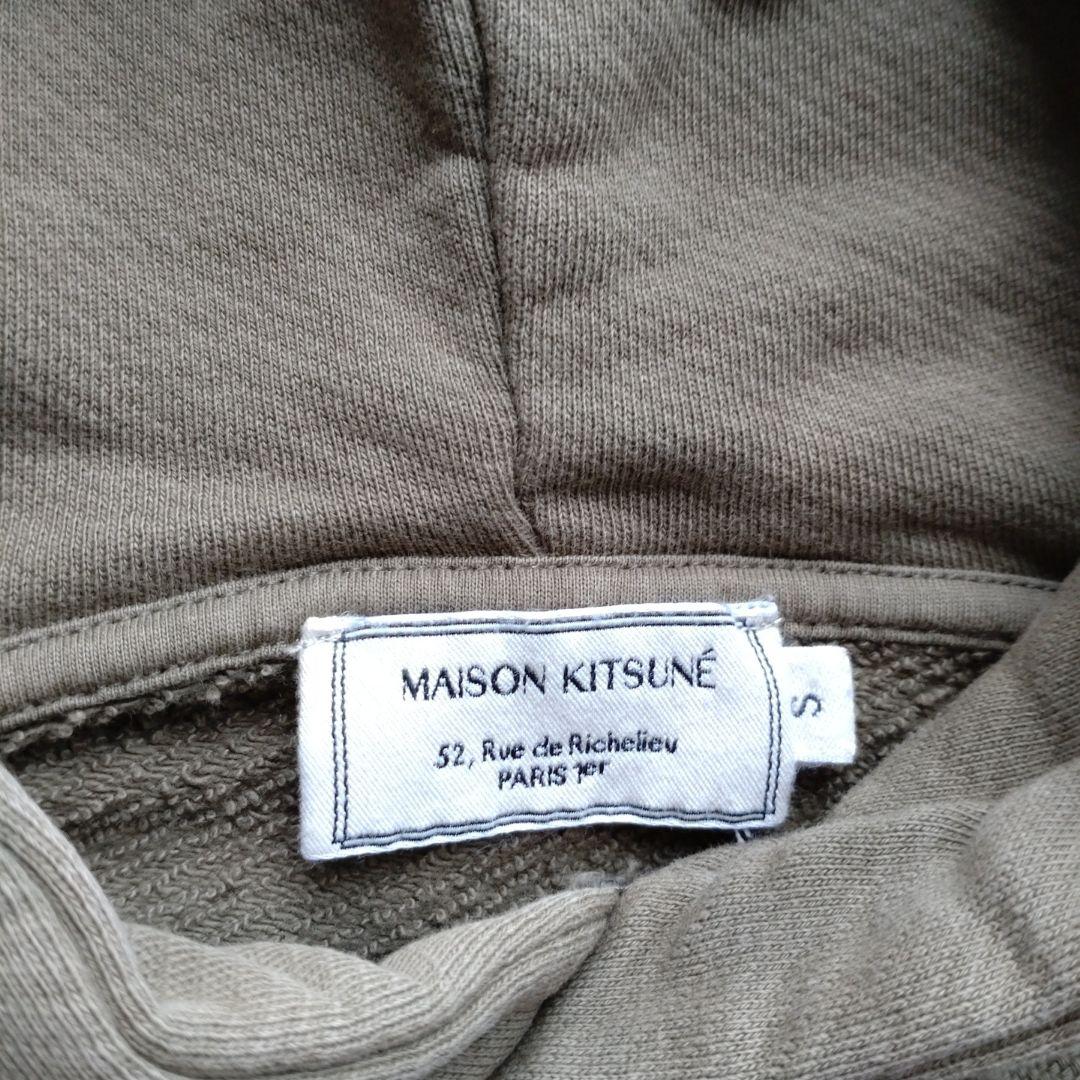 MAISON KITSUNÉ
52, Rue de Richelieu
PARIS 1er
S